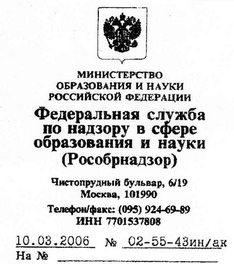 МИНИСТЕРСТВО
ОБРАЗОВАНИЯ И НАУКИ
РОССИЙСКОЙ ФЕДЕРАЦИИ
Федеральная служба
по надзору в сфере
образования и науки
(Рособрнадзор)
Чистопрудный бульвар, 6/19
Москва, 101990
Телефон/факс: (095) 924-69-89
ИНН 7701537808
10.03.2006 № 02-55-43ин/ак
На №